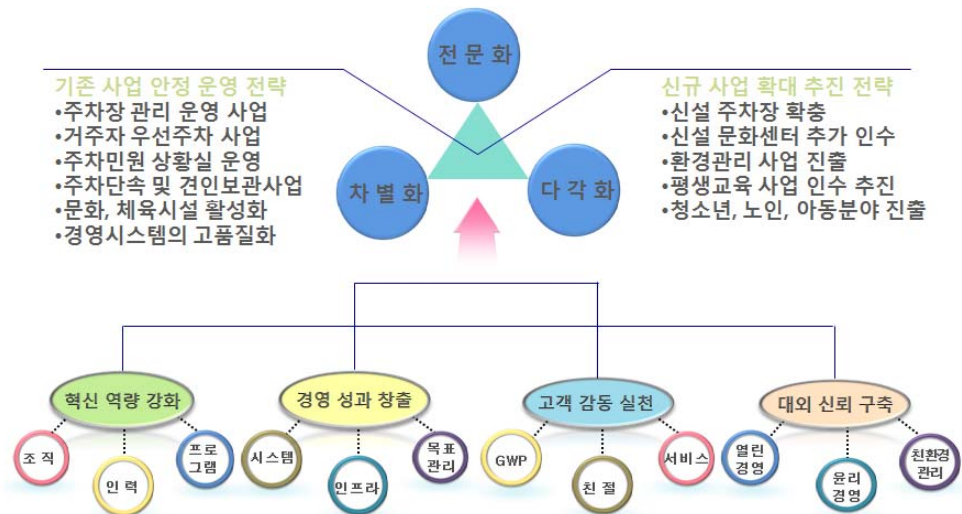 전 문 화
기존 사업 안정 운영 전략
•주차장 관리 운영 사업
•거주자 우선주차 사업
•주차민원 상황실 운영
•주차단속 및 견인보관사업
•문화, 체육시설 활성화
•경영시스템의 고품질화
신규 사업 확대 추진 전략
•신설 주차장 확충
•신설 문화센터 추가 인수
•환경관리 사업 진출
•평생교육 사업 인수 추진
•청소년, 노인, 아동분야 진출
차 별 화
다 각 화
혁신 역량 강화
조 직
인 력
프로
그램
경영 성과 창출
시스템
인프라
목표
관리
고객 감동 실천
GWP
친 절
서비스
대외 신뢰 구축
열린
경영
윤리
경영
친환경
관리